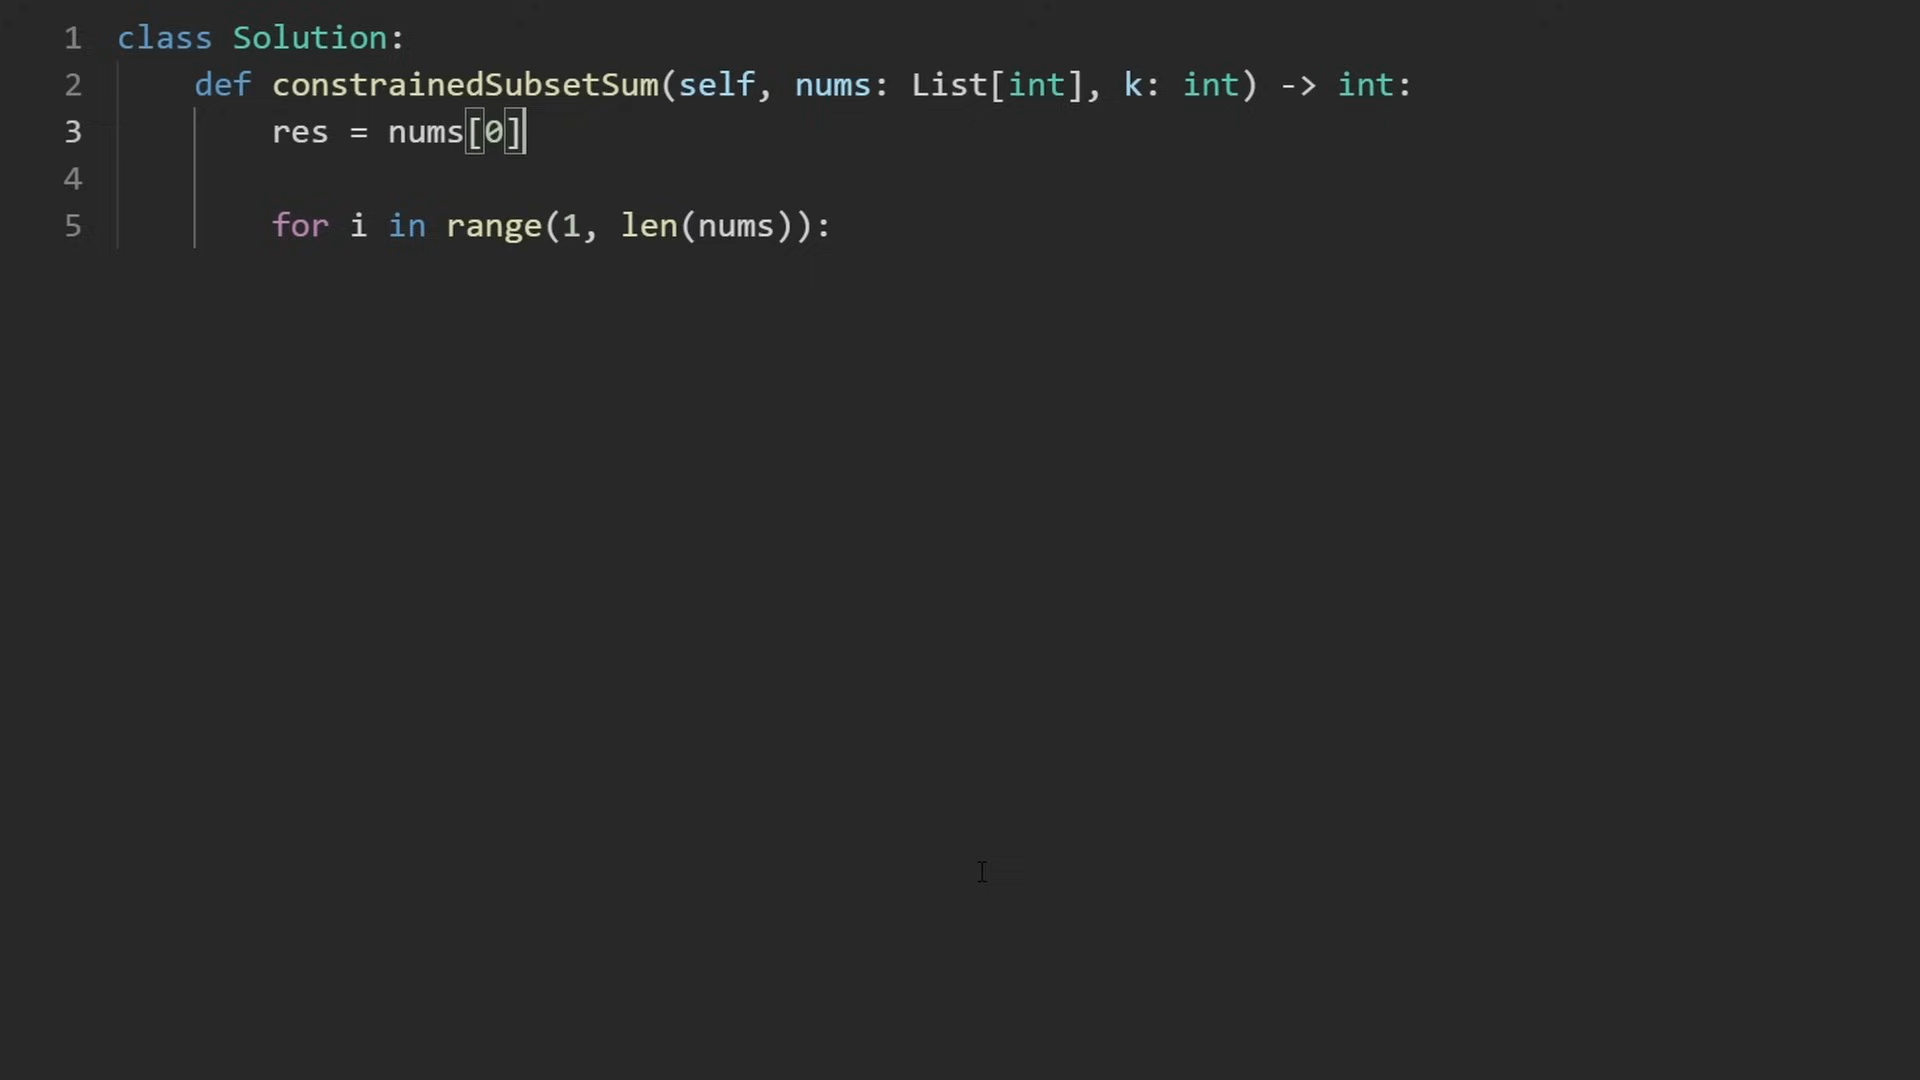 1 class Solution:
2 def constrainedSubsetSum(self, nums: List[int], k: int) -> int:
3 res = nums[0]
4
5 for i in range(1, len(nums)):